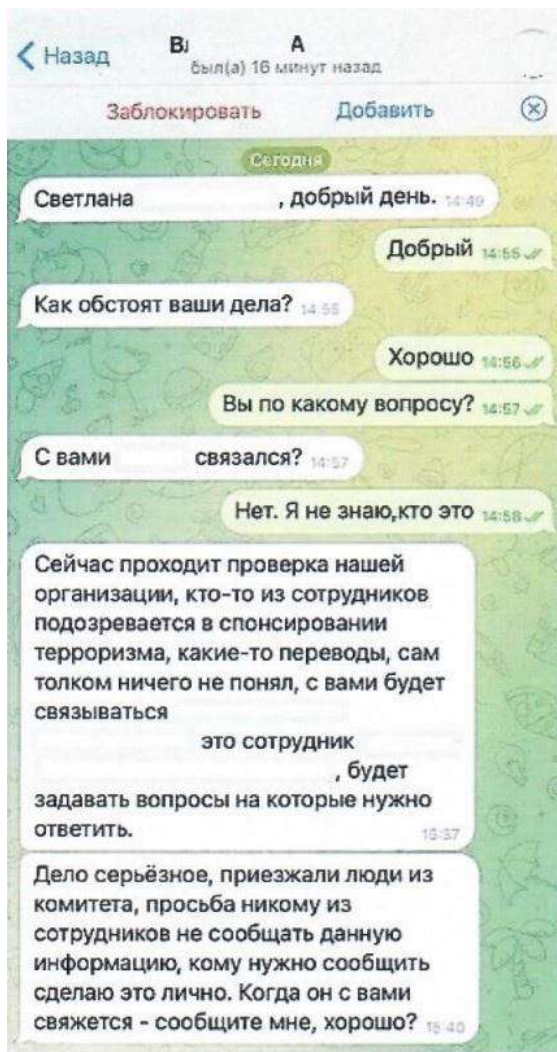 Назад
В А
был(а) 16 минут назад
Заблокировать Добавить
Сегодня
Светлана , добрый день. 14:49
Добрый 14:55
Как обстоят ваши дела? 14:55
Хорошо 14:56
Вы по какому вопросу? 14:57
С вами связался? 14:57
Нет. Я не знаю,кто это 14:58
Сейчас проходит проверка нашей
организации, кто-то из сотрудников
подозревается в спонсировании
терроризма, какие-то переводы, сам
толком ничего не понял, с вами будет
связываться
это сотрудник
, будет
задавать вопросы на которые нужно
ответить. 15:37
Дело серьёзное, приезжали люди из
комитета, просьба никому из
сотрудников не сообщать данную
информацию, кому нужно сообщить
сделаю это лично. Когда он с вами
свяжется - сообщите мне, хорошо? 15:40